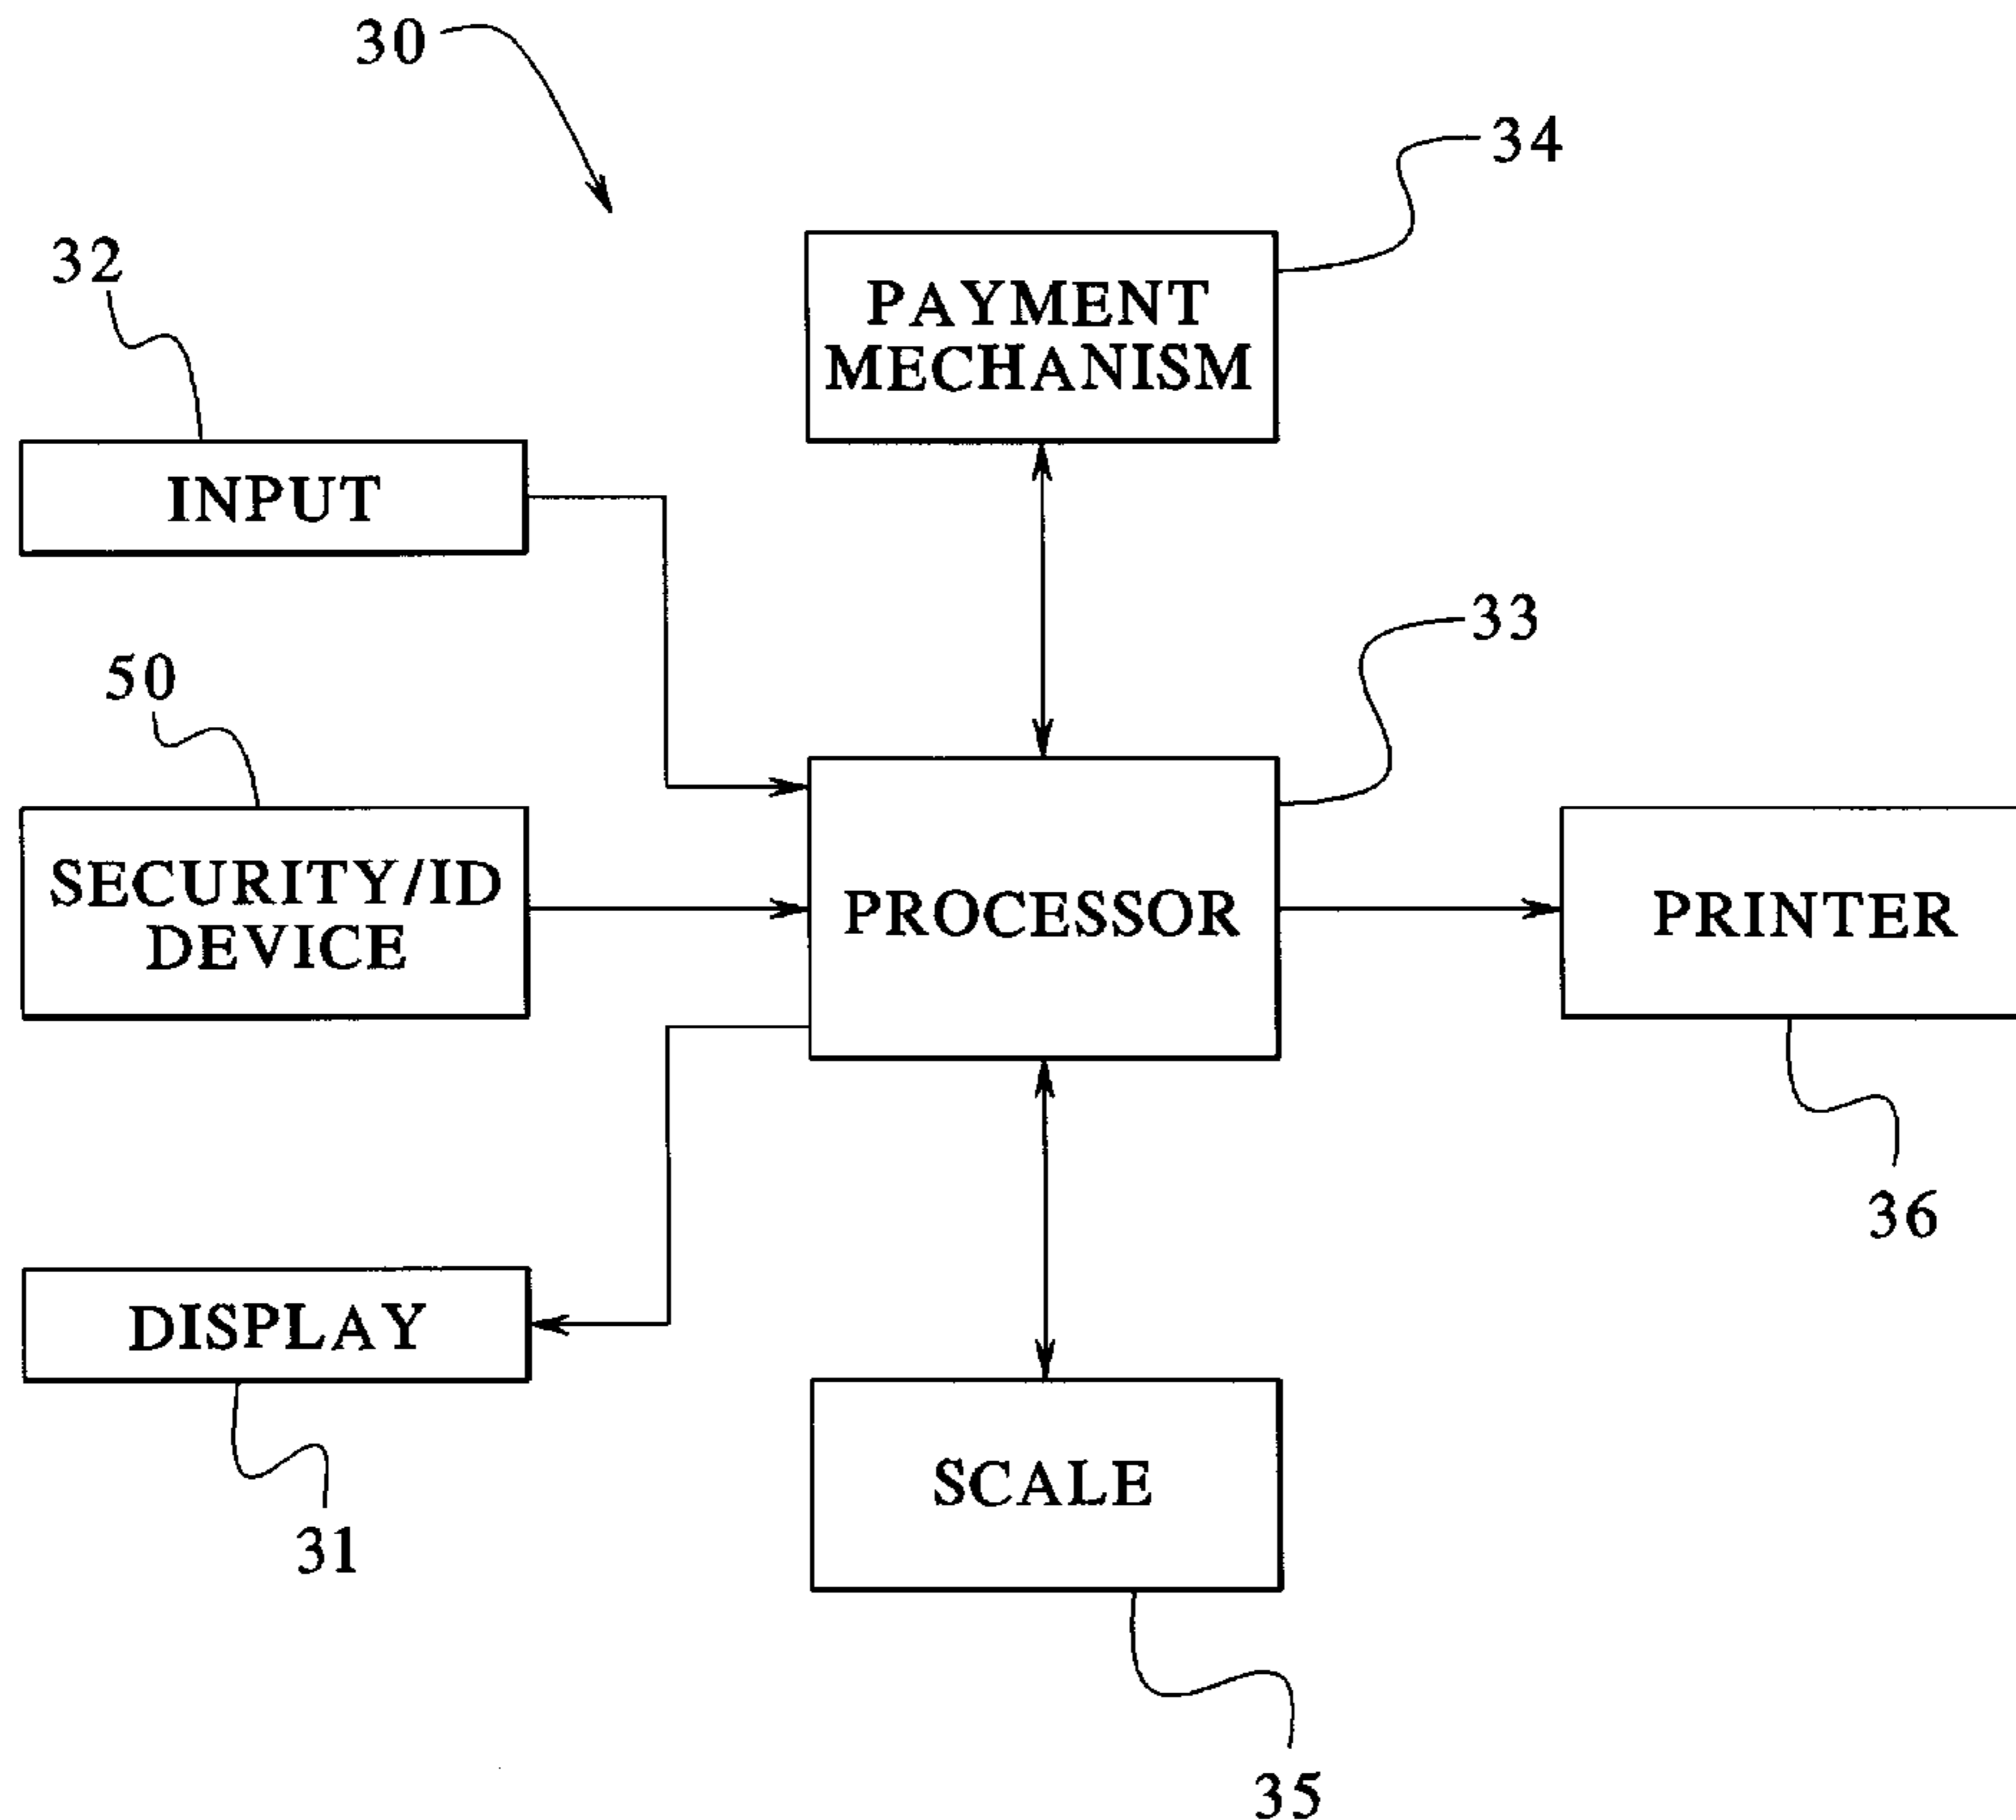 30
34
32
PAYMENT
MECHANISM
INPUT
33
50
SECURITY/ID
DEVICE
PROCESSOR
PRINTER
36
DISPLAY
SCALE
31
35